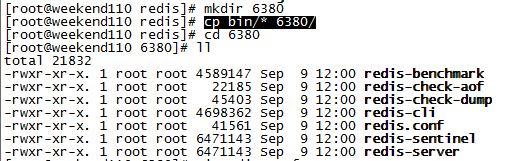 [root@weekend110 redis]# mkdir 6380
[root@weekend110 redis]# cp bin/* 6380/
[root@weekend110 redis]# cd 6380
[root@weekend110 6380]# ll
total 21832
-rwxr-xr-x. 1 root root 4589147 Sep  9 12:00 redis-benchmark
-rwxr-xr-x. 1 root root   22185 Sep  9 12:00 redis-check-aof
-rwxr-xr-x. 1 root root   45403 Sep  9 12:00 redis-check-dump
-rwxr-xr-x. 1 root root 4698362 Sep  9 12:00 redis-cli
-rwxr-xr-x. 1 root root   41561 Sep  9 12:00 redis.conf
-rwxr-xr-x. 1 root root 6471143 Sep  9 12:00 redis-sentinel
-rwxr-xr-x. 1 root root 6471143 Sep  9 12:00 redis-server